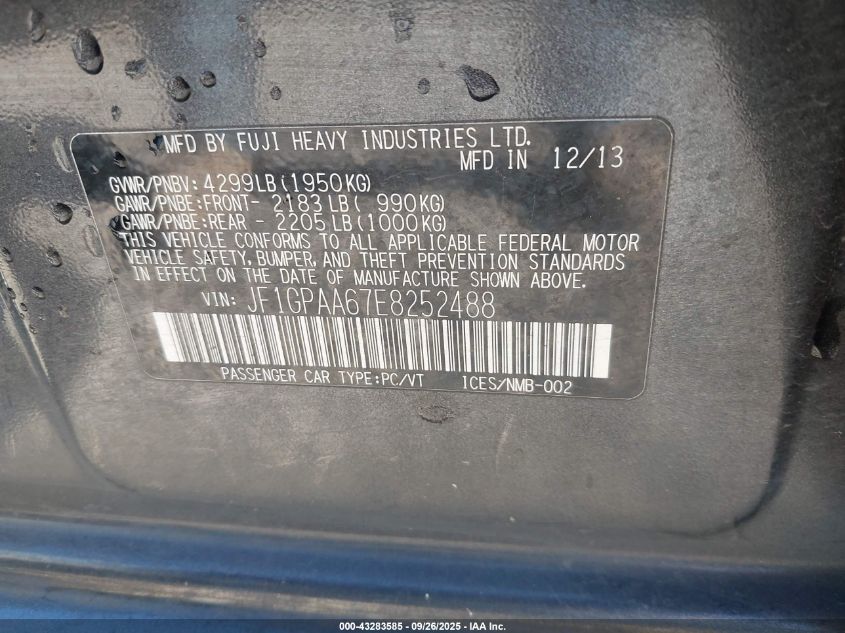 MFD BY FUJI HEAVY INDUSTRIES LTD.
MFD IN 12/13
GVWR/PNBV: 4299LB(1950KG)
GAWR/PNBE:FRONT- 2183LB( 990KG)
GAWR/PNBE:REAR - 2205LB(1000KG)
THIS VEHICLE CONFORMS TO ALL APPLICABLE FEDERAL MOTOR
VEHICLE SAFETY, BUMPER, AND THEFT PREVENTION STANDARDS
IN EFFECT ON THE DATE OF MANUFACTURE SHOWN ABOVE.
VIN: JF1GPAA67E8252488
PASSENGER CAR TYPE:PC/VT ICES/NMB-002
000-43283585 - 09/26/2025 - IAA Inc.